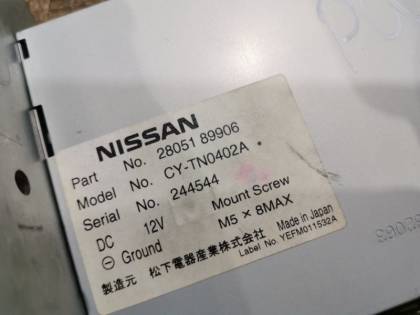 NISSAN
Part No. 28051 89906
Model No. CY-TN0402A
Serial No. 244544
DC 12V Mount Screw
⊖ Ground M5 × 8MAX
製造元 松下電器産業株式会社 Made in Japan
Label No. YEFM011532A